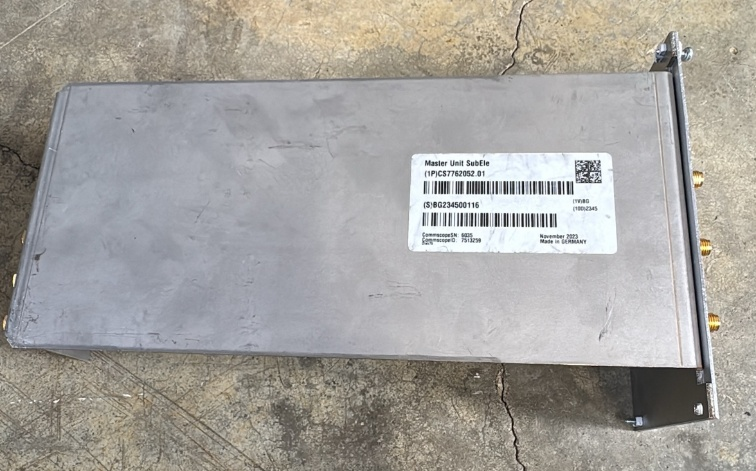 Master Unit SubEle
(1P)CS7762052.01
(S)BG234500116
(1V)BG
(10D)2345
CommscopeSN: 6035
CommscopeID: 7513259
November 2023
Made in GERMANY